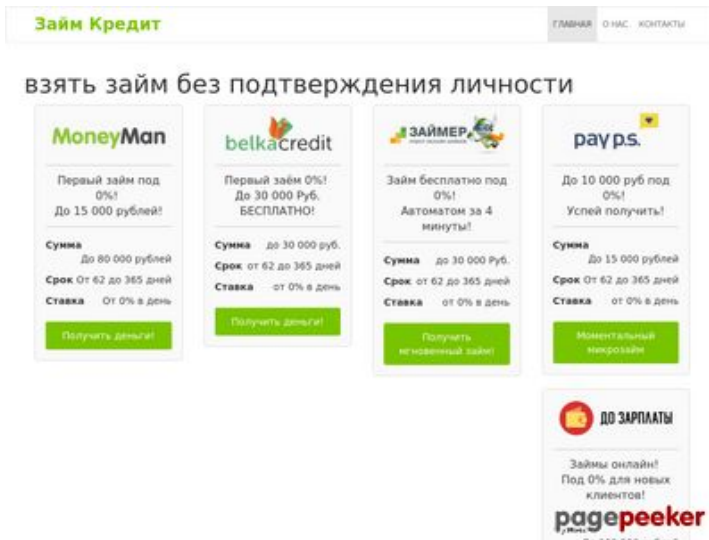 Займ Кредит
ГЛАВНАЯ О НАС КОНТАКТЫ
взять займ без подтверждения личности
MoneyMan
Первый займ под
0%!
До 15 000 рублей!
Сумма
До 80 000 рублей
Срок От 62 до 365 дней
Ставка От 0% в день
Получить деньги!
belkacredit
Первый заём 0%!
До 30 000 Руб.
БЕСПЛАТНО!
Сумма до 30 000 руб.
Срок от 62 до 365 дней
Ставка от 0% в день
Получить деньги!
ЗАЙМЕР
Займ бесплатно под
0%!
Автоматом за 4
минуты!
Сумма до 30 000 Руб.
Срок от 62 до 365 дней
Ставка от 0% в день
Получить
мгновенный займ!
pay p.s.
До 10 000 руб под
0%!
Успей получить!
Сумма
До 15 000 рублей
Срок От 62 до 365 дней
Ставка от 0% в день
Моментальный
микрозайм
ДО ЗАРПЛАТЫ
Займы онлайн!
Под 0% для новых
клиентов!
pagepeeker